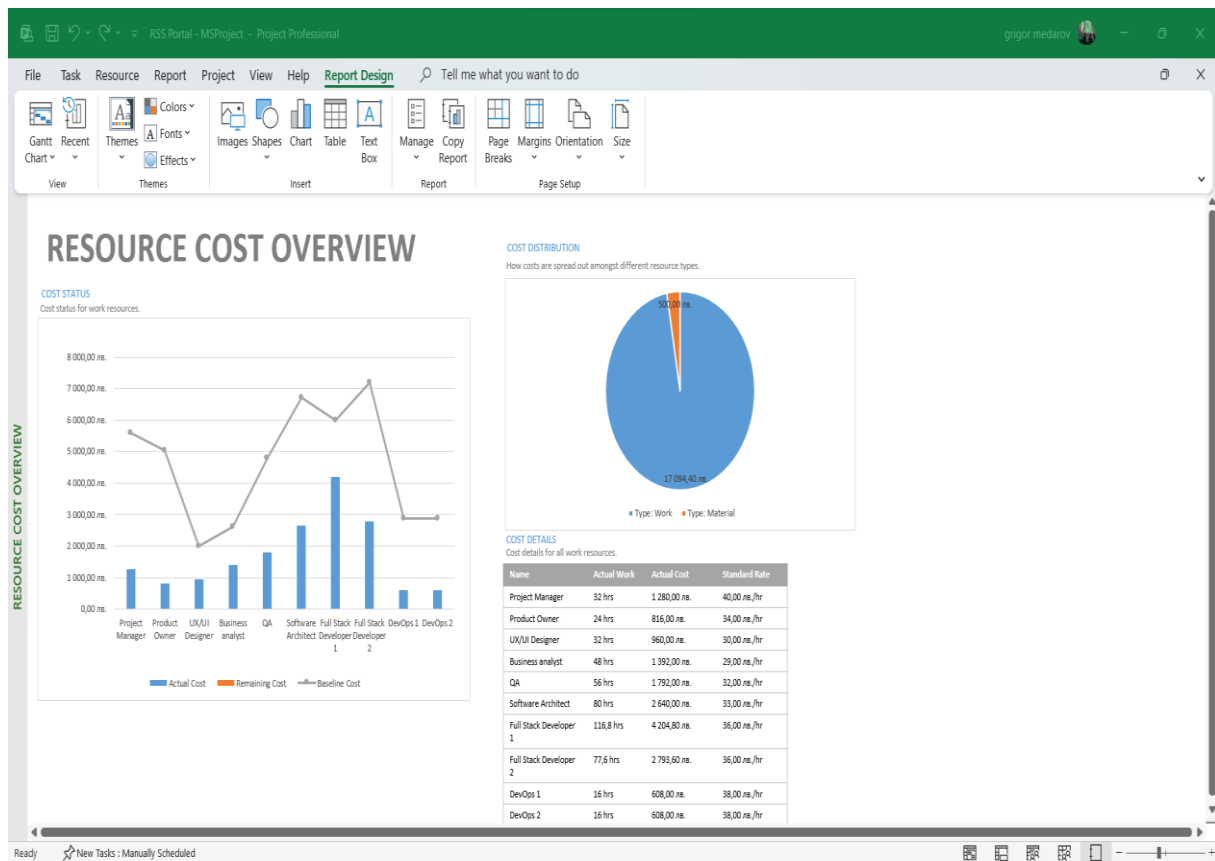 RSS Portal - MSProject - Project Professional
grigor medarov
File Task Resource Report Project View Help Report Design Tell me what you want to do
Gantt Chart
Recent
Themes
Colors
Fonts
Effects
Images
Shapes
Chart
Table
Text Box
Manage
Copy Report
Page Breaks
Margins
Orientation
Size
View
Themes
Insert
Report
Page Setup
RESOURCE COST OVERVIEW
RESOURCE COST OVERVIEW
COST STATUS
Cost status for work resources.
8 000,00 лв.
7 000,00 лв.
6 000,00 лв.
5 000,00 лв.
4 000,00 лв.
3 000,00 лв.
2 000,00 лв.
1 000,00 лв.
0,00 лв.
Project Manager
Product Owner
UX/UI Designer
Business analyst
QA
Software Architect
Full Stack Developer 1
Full Stack Developer 2
DevOps 1
DevOps 2
Actual Cost Remaining Cost Baseline Cost
COST DISTRIBUTION
How costs are spread out amongst different resource types.
500,00 лв.
17 094,40 лв.
Type: Work Type: Material
COST DETAILS
Cost details for all work resources.
Name Actual Work Actual Cost Standard Rate
Project Manager 32 hrs 1 280,00 лв. 40,00 лв./hr
Product Owner 24 hrs 816,00 лв. 34,00 лв./hr
UX/UI Designer 32 hrs 960,00 лв. 30,00 лв./hr
Business analyst 48 hrs 1 392,00 лв. 29,00 лв./hr
QA 56 hrs 1 792,00 лв. 32,00 лв./hr
Software Architect 80 hrs 2 640,00 лв. 33,00 лв./hr
Full Stack Developer 116,8 hrs 4 204,80 лв. 36,00 лв./hr
1
Full Stack Developer 77,6 hrs 2 793,60 лв. 36,00 лв./hr
2
DevOps 1 16 hrs 608,00 лв. 38,00 лв./hr
DevOps 2 16 hrs 608,00 лв. 38,00 лв./hr
Ready New Tasks : Manually Scheduled